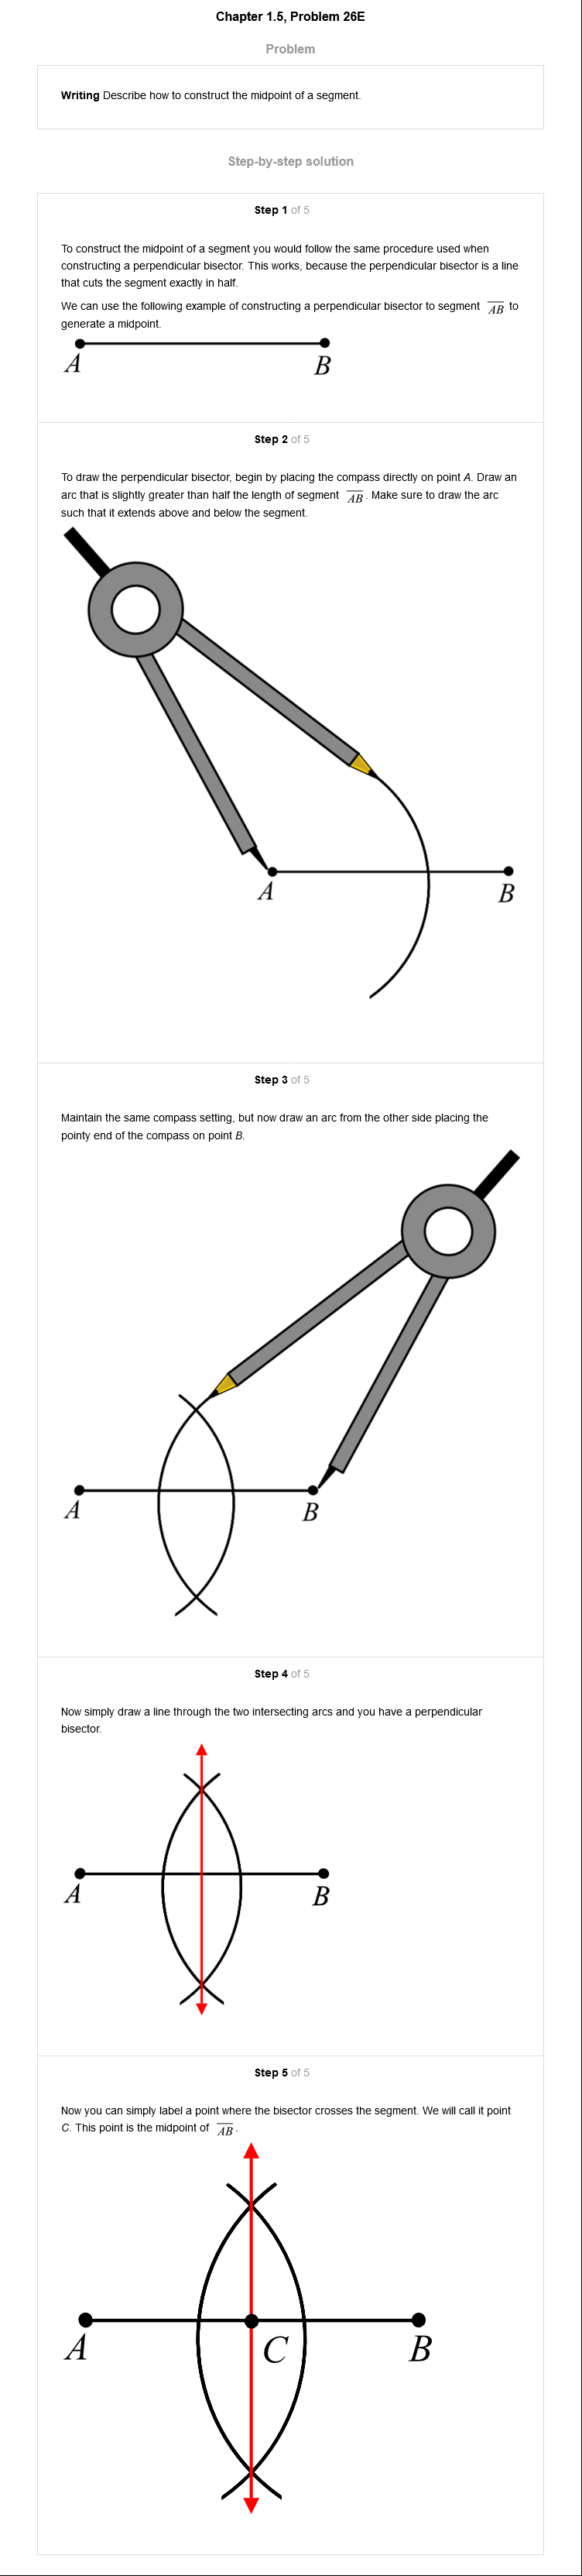 Chapter 1.5, Problem 26E
Problem
Writing Describe how to construct the midpoint of a segment.
Step-by-step solution
Step 1 of 5
To construct the midpoint of a segment you would follow the same procedure used when
constructing a perpendicular bisector. This works, because the perpendicular bisector is a line
that cuts the segment exactly in half.
We can use the following example of constructing a perpendicular bisector to segment A̅B̅ to
generate a midpoint.
A B
Step 2 of 5
To draw the perpendicular bisector, begin by placing the compass directly on point A. Draw an
arc that is slightly greater than half the length of segment A̅B̅. Make sure to draw the arc
such that it extends above and below the segment.
A B
Step 3 of 5
Maintain the same compass setting, but now draw an arc from the other side placing the
pointy end of the compass on point B.
A B
Step 4 of 5
Now simply draw a line through the two intersecting arcs and you have a perpendicular
bisector.
A B
Step 5 of 5
Now you can simply label a point where the bisector crosses the segment. We will call it point
C. This point is the midpoint of A̅B̅.
A C B